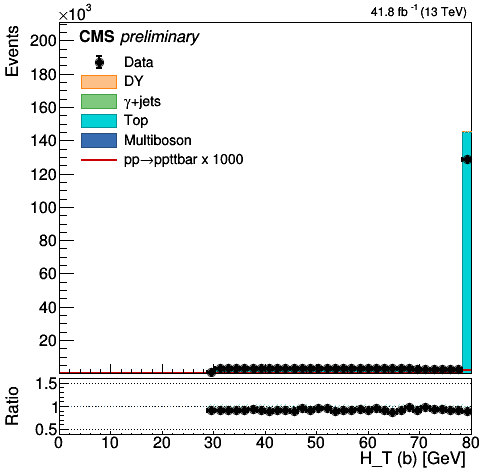 ×10³
41.8 fb⁻¹ (13 TeV)
Events
CMS preliminary
Data
DY
γ+jets
Top
Multiboson
pp→ppttbar x 1000
200
180
160
140
120
100
80
60
40
20
Ratio
1.5
1
0.5
0 10 20 30 40 50 60 70 80
H_T (b) [GeV]